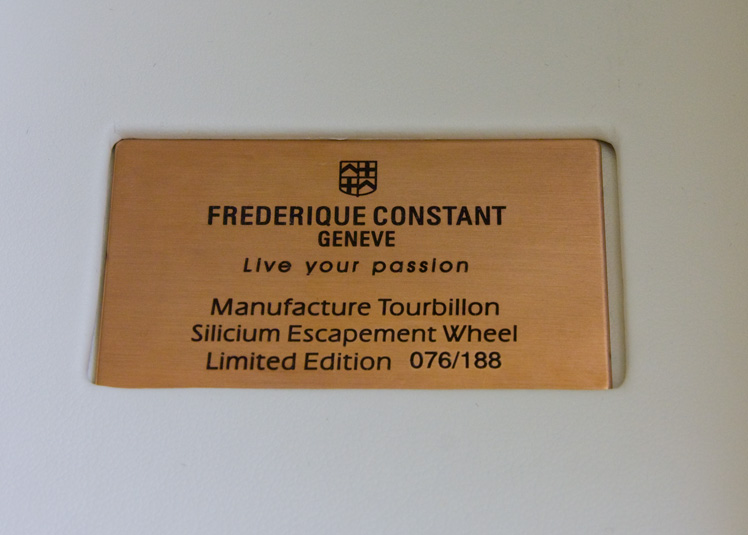 FREDERIQUE CONSTANT
GENEVE
Live your passion
Manufacture Tourbillon
Silicium Escapement Wheel
Limited Edition 076/188